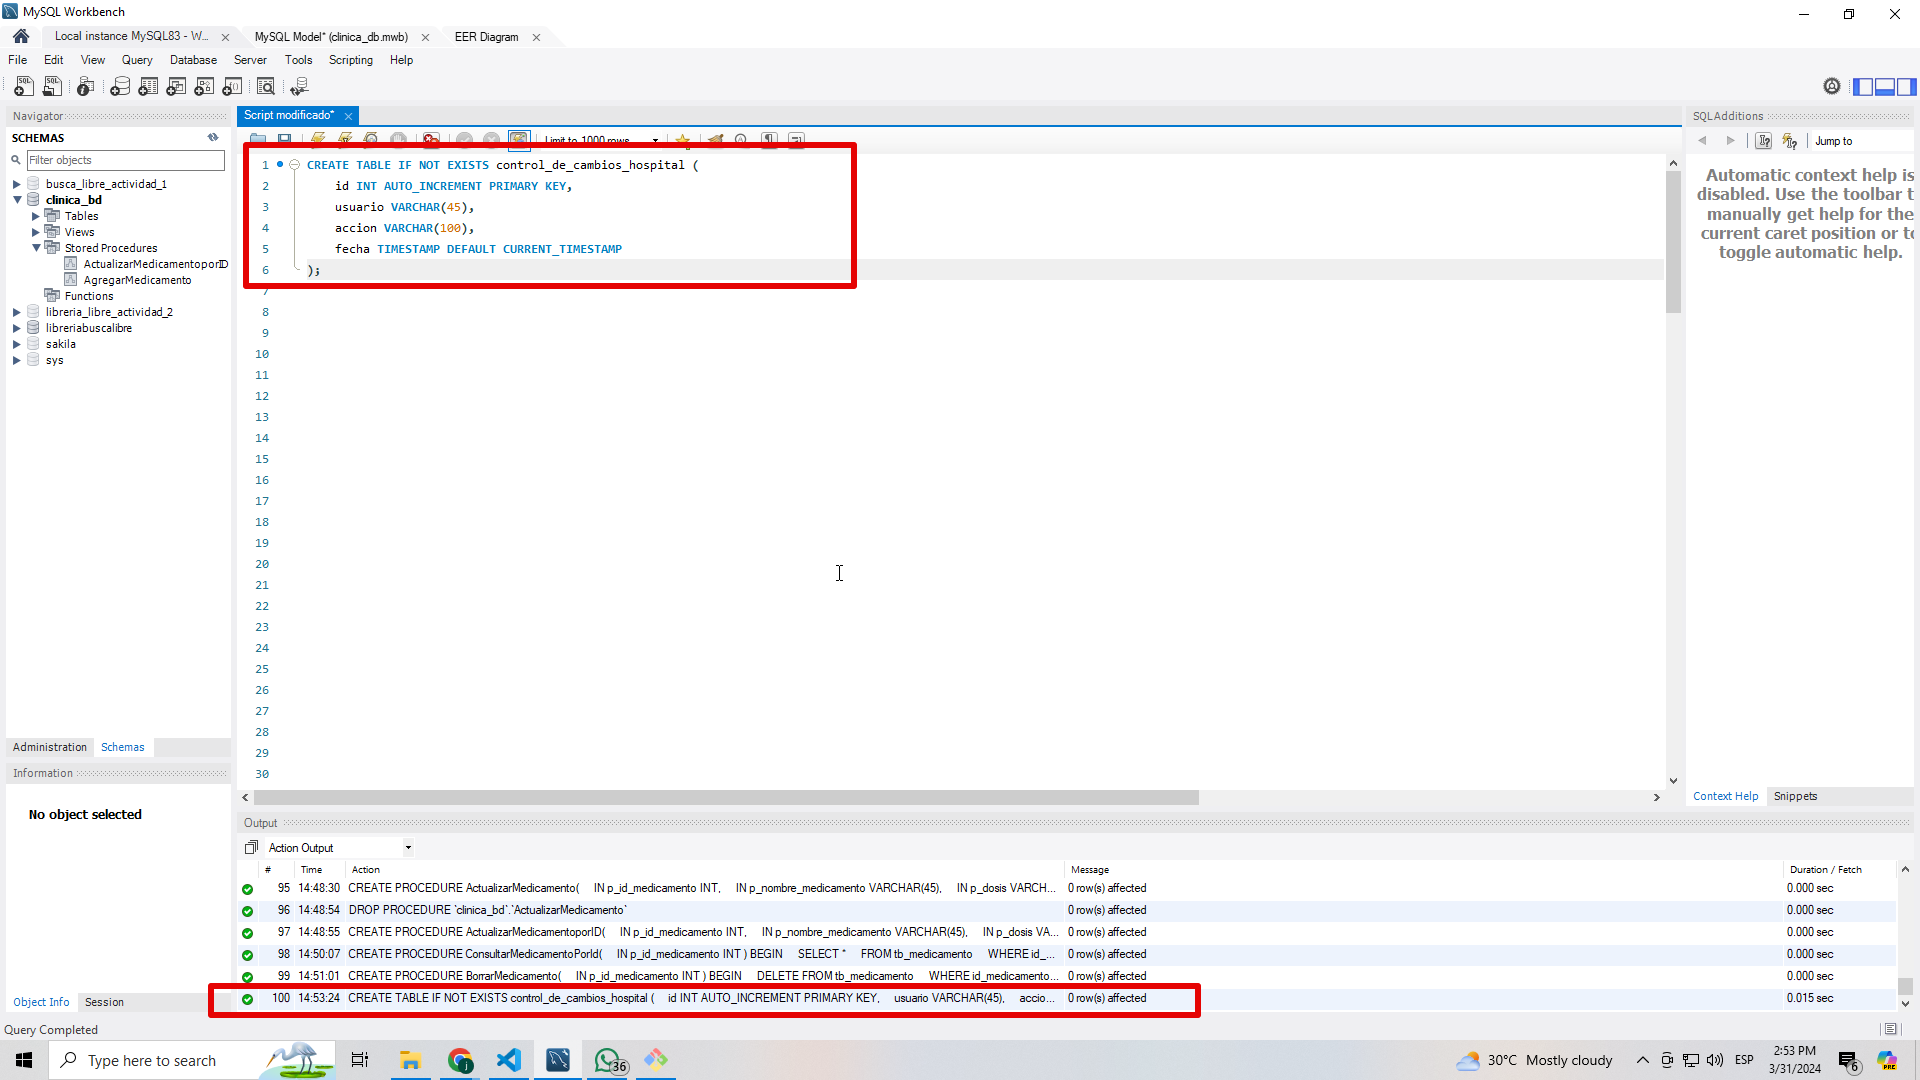 MySQL Workbench
Local instance MySQL83 - W...
MySQL Model* (clinica_db.mwb)
EER Diagram
File Edit View Query Database Server Tools Scripting Help
Navigator
SCHEMAS
Filter objects
busca_libre_actividad_1
clinica_bd
Tables
Views
Stored Procedures
ActualizarMedicamentoporID
AgregarMedicamento
Functions
libreria_libre_actividad_2
libreriabuscalibre
sakila
sys
Administration Schemas
Information
No object selected
Object Info Session
Script modificado*
Limit to 1000 rows
1 CREATE TABLE IF NOT EXISTS control_de_cambios_hospital (
2 id INT AUTO_INCREMENT PRIMARY KEY,
3 usuario VARCHAR(45),
4 accion VARCHAR(100),
5 fecha TIMESTAMP DEFAULT CURRENT_TIMESTAMP
6 );
7
8
9
10
11
12
13
14
15
16
17
18
19
20
21
22
23
24
25
26
27
28
29
30
SQLAdditions
Jump to
Automatic context help is
disabled. Use the toolbar t
manually get help for the
current caret position or to
toggle automatic help.
Context Help Snippets
Output
Action Output
# Time Action Message Duration / Fetch
95 14:48:30 CREATE PROCEDURE ActualizarMedicamento( IN p_id_medicamento INT, IN p_nombre_medicamento VARCHAR(45), IN p_dosis VARCH... 0 row(s) affected 0.000 sec
96 14:48:54 DROP PROCEDURE `clinica_bd`.`ActualizarMedicamento` 0 row(s) affected 0.000 sec
97 14:48:55 CREATE PROCEDURE ActualizarMedicamentoporID( IN p_id_medicamento INT, IN p_nombre_medicamento VARCHAR(45), IN p_dosis VA... 0 row(s) affected 0.000 sec
98 14:50:07 CREATE PROCEDURE ConsultarMedicamentoPorId( IN p_id_medicamento INT ) BEGIN SELECT * FROM tb_medicamento WHERE id_... 0 row(s) affected 0.000 sec
99 14:51:01 CREATE PROCEDURE BorrarMedicamento( IN p_id_medicamento INT ) BEGIN DELETE FROM tb_medicamento WHERE id_medicamento... 0 row(s) affected 0.000 sec
100 14:53:24 CREATE TABLE IF NOT EXISTS control_de_cambios_hospital ( id INT AUTO_INCREMENT PRIMARY KEY, usuario VARCHAR(45), accio... 0 row(s) affected 0.015 sec
Query Completed
Type here to search
36
30°C Mostly cloudy
ESP
2:53 PM
3/31/2024
6
PRE